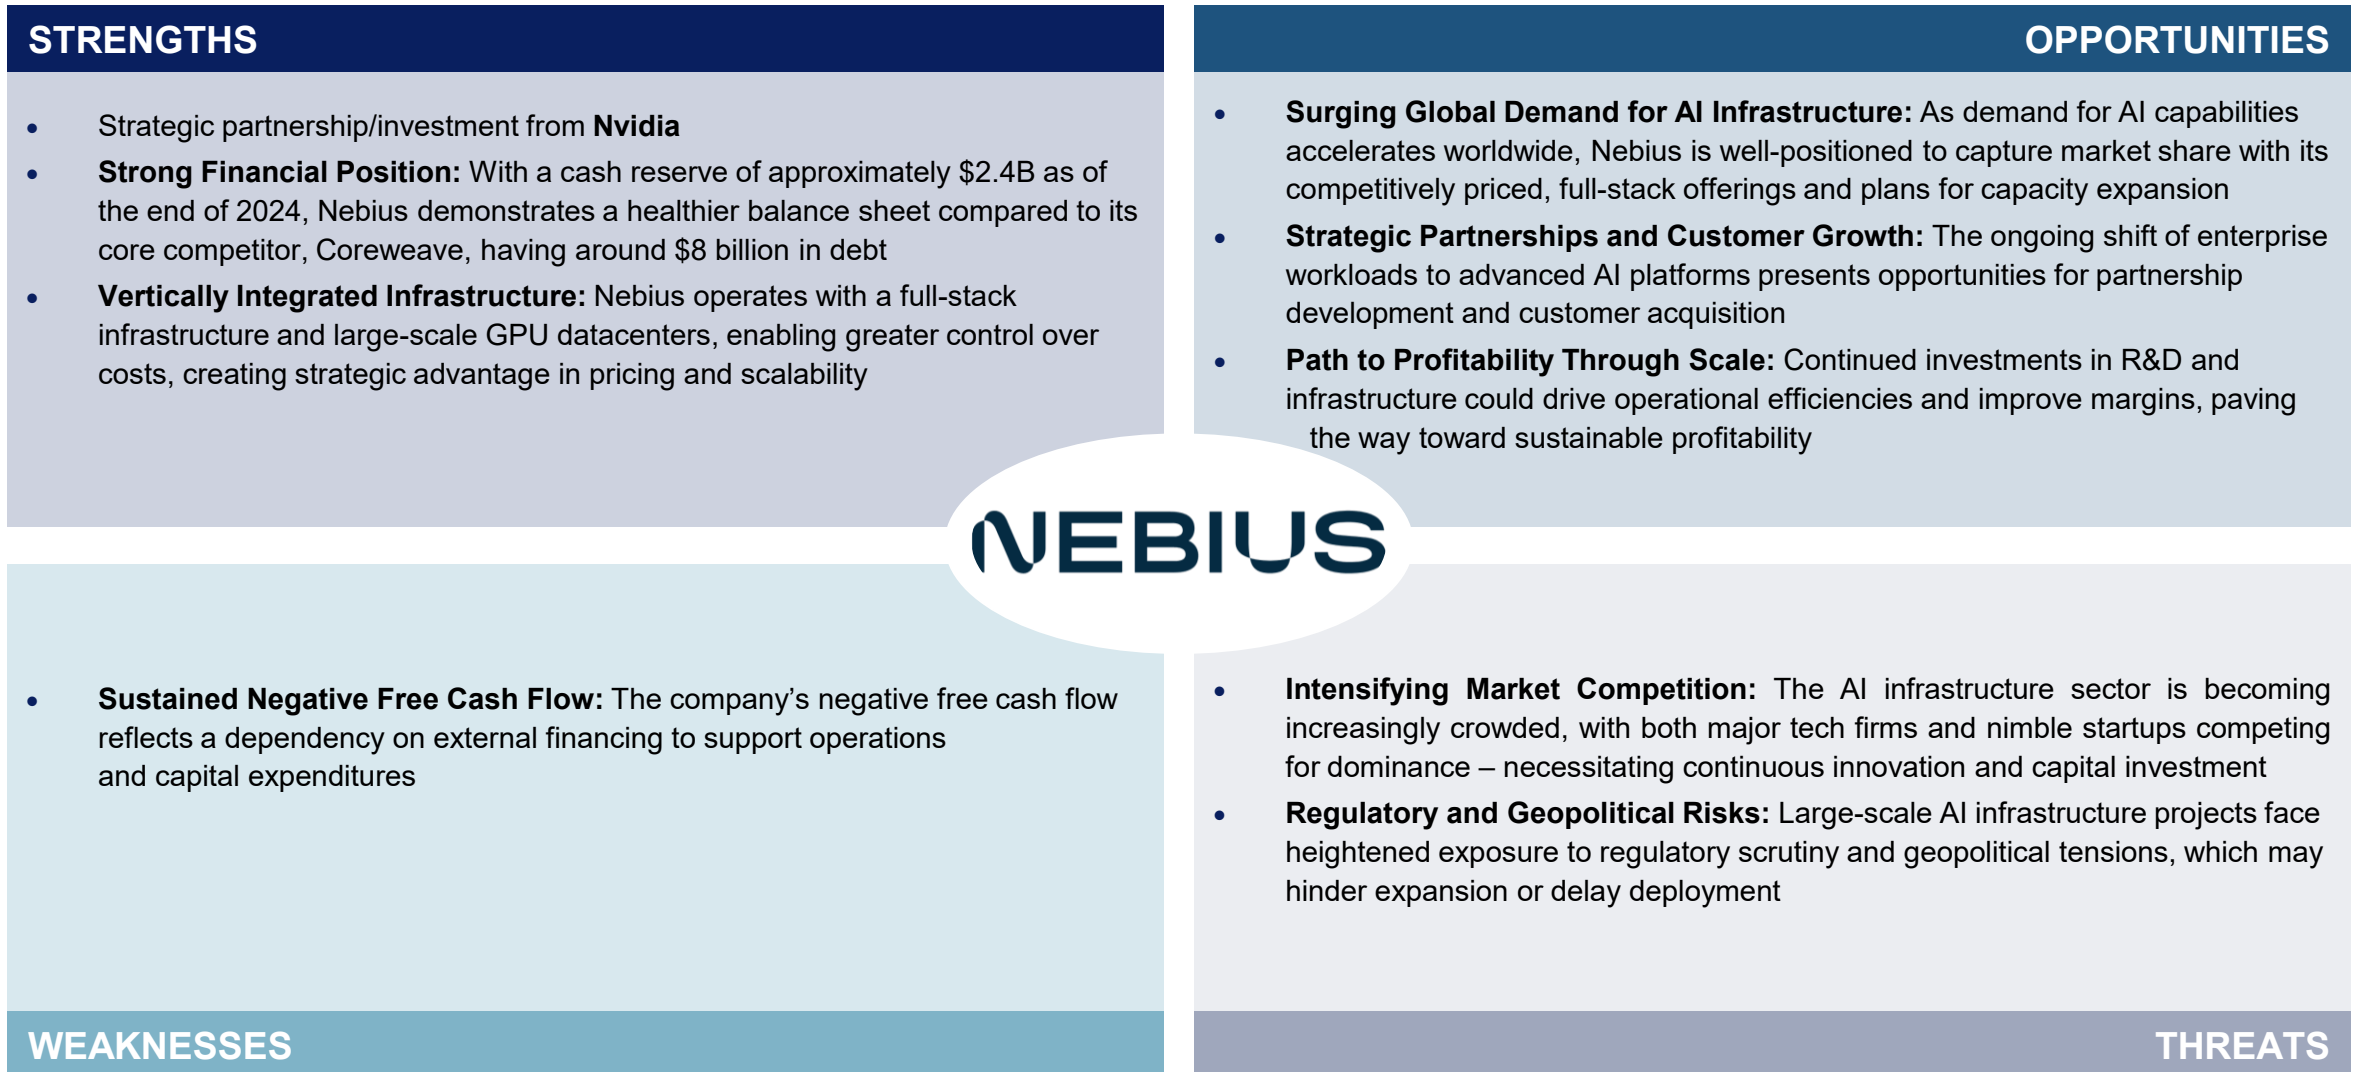 STRENGTHS
• Strategic partnership/investment from Nvidia
• Strong Financial Position: With a cash reserve of approximately $2.4B as of
the end of 2024, Nebius demonstrates a healthier balance sheet compared to its
core competitor, Coreweave, having around $8 billion in debt
• Vertically Integrated Infrastructure: Nebius operates with a full-stack
infrastructure and large-scale GPU datacenters, enabling greater control over
costs, creating strategic advantage in pricing and scalability
OPPORTUNITIES
• Surging Global Demand for AI Infrastructure: As demand for AI capabilities
accelerates worldwide, Nebius is well-positioned to capture market share with its
competitively priced, full-stack offerings and plans for capacity expansion
• Strategic Partnerships and Customer Growth: The ongoing shift of enterprise
workloads to advanced AI platforms presents opportunities for partnership
development and customer acquisition
• Path to Profitability Through Scale: Continued investments in R&D and
infrastructure could drive operational efficiencies and improve margins, paving
the way toward sustainable profitability
NEBIUS
• Sustained Negative Free Cash Flow: The company’s negative free cash flow
reflects a dependency on external financing to support operations
and capital expenditures
WEAKNESSES
• Intensifying Market Competition: The AI infrastructure sector is becoming
increasingly crowded, with both major tech firms and nimble startups competing
for dominance – necessitating continuous innovation and capital investment
• Regulatory and Geopolitical Risks: Large-scale AI infrastructure projects face
heightened exposure to regulatory scrutiny and geopolitical tensions, which may
hinder expansion or delay deployment
THREATS